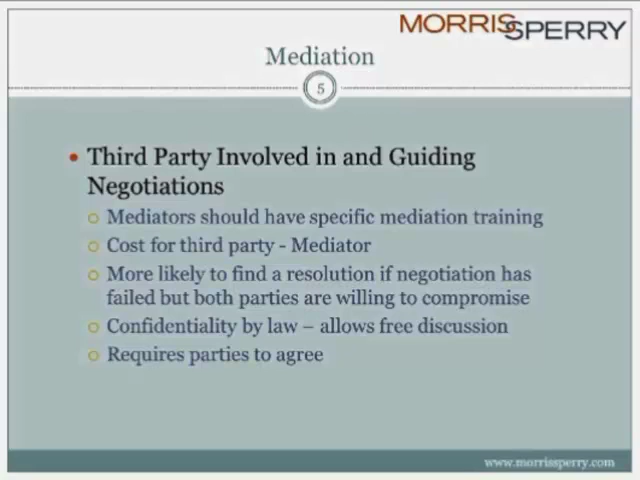 MORRISSPERRY
Mediation
5
Third Party Involved in and Guiding
Negotiations
Mediators should have specific mediation training
Cost for third party - Mediator
More likely to find a resolution if negotiation has
failed but both parties are willing to compromise
Confidentiality by law – allows free discussion
Requires parties to agree
www.morrissperry.com